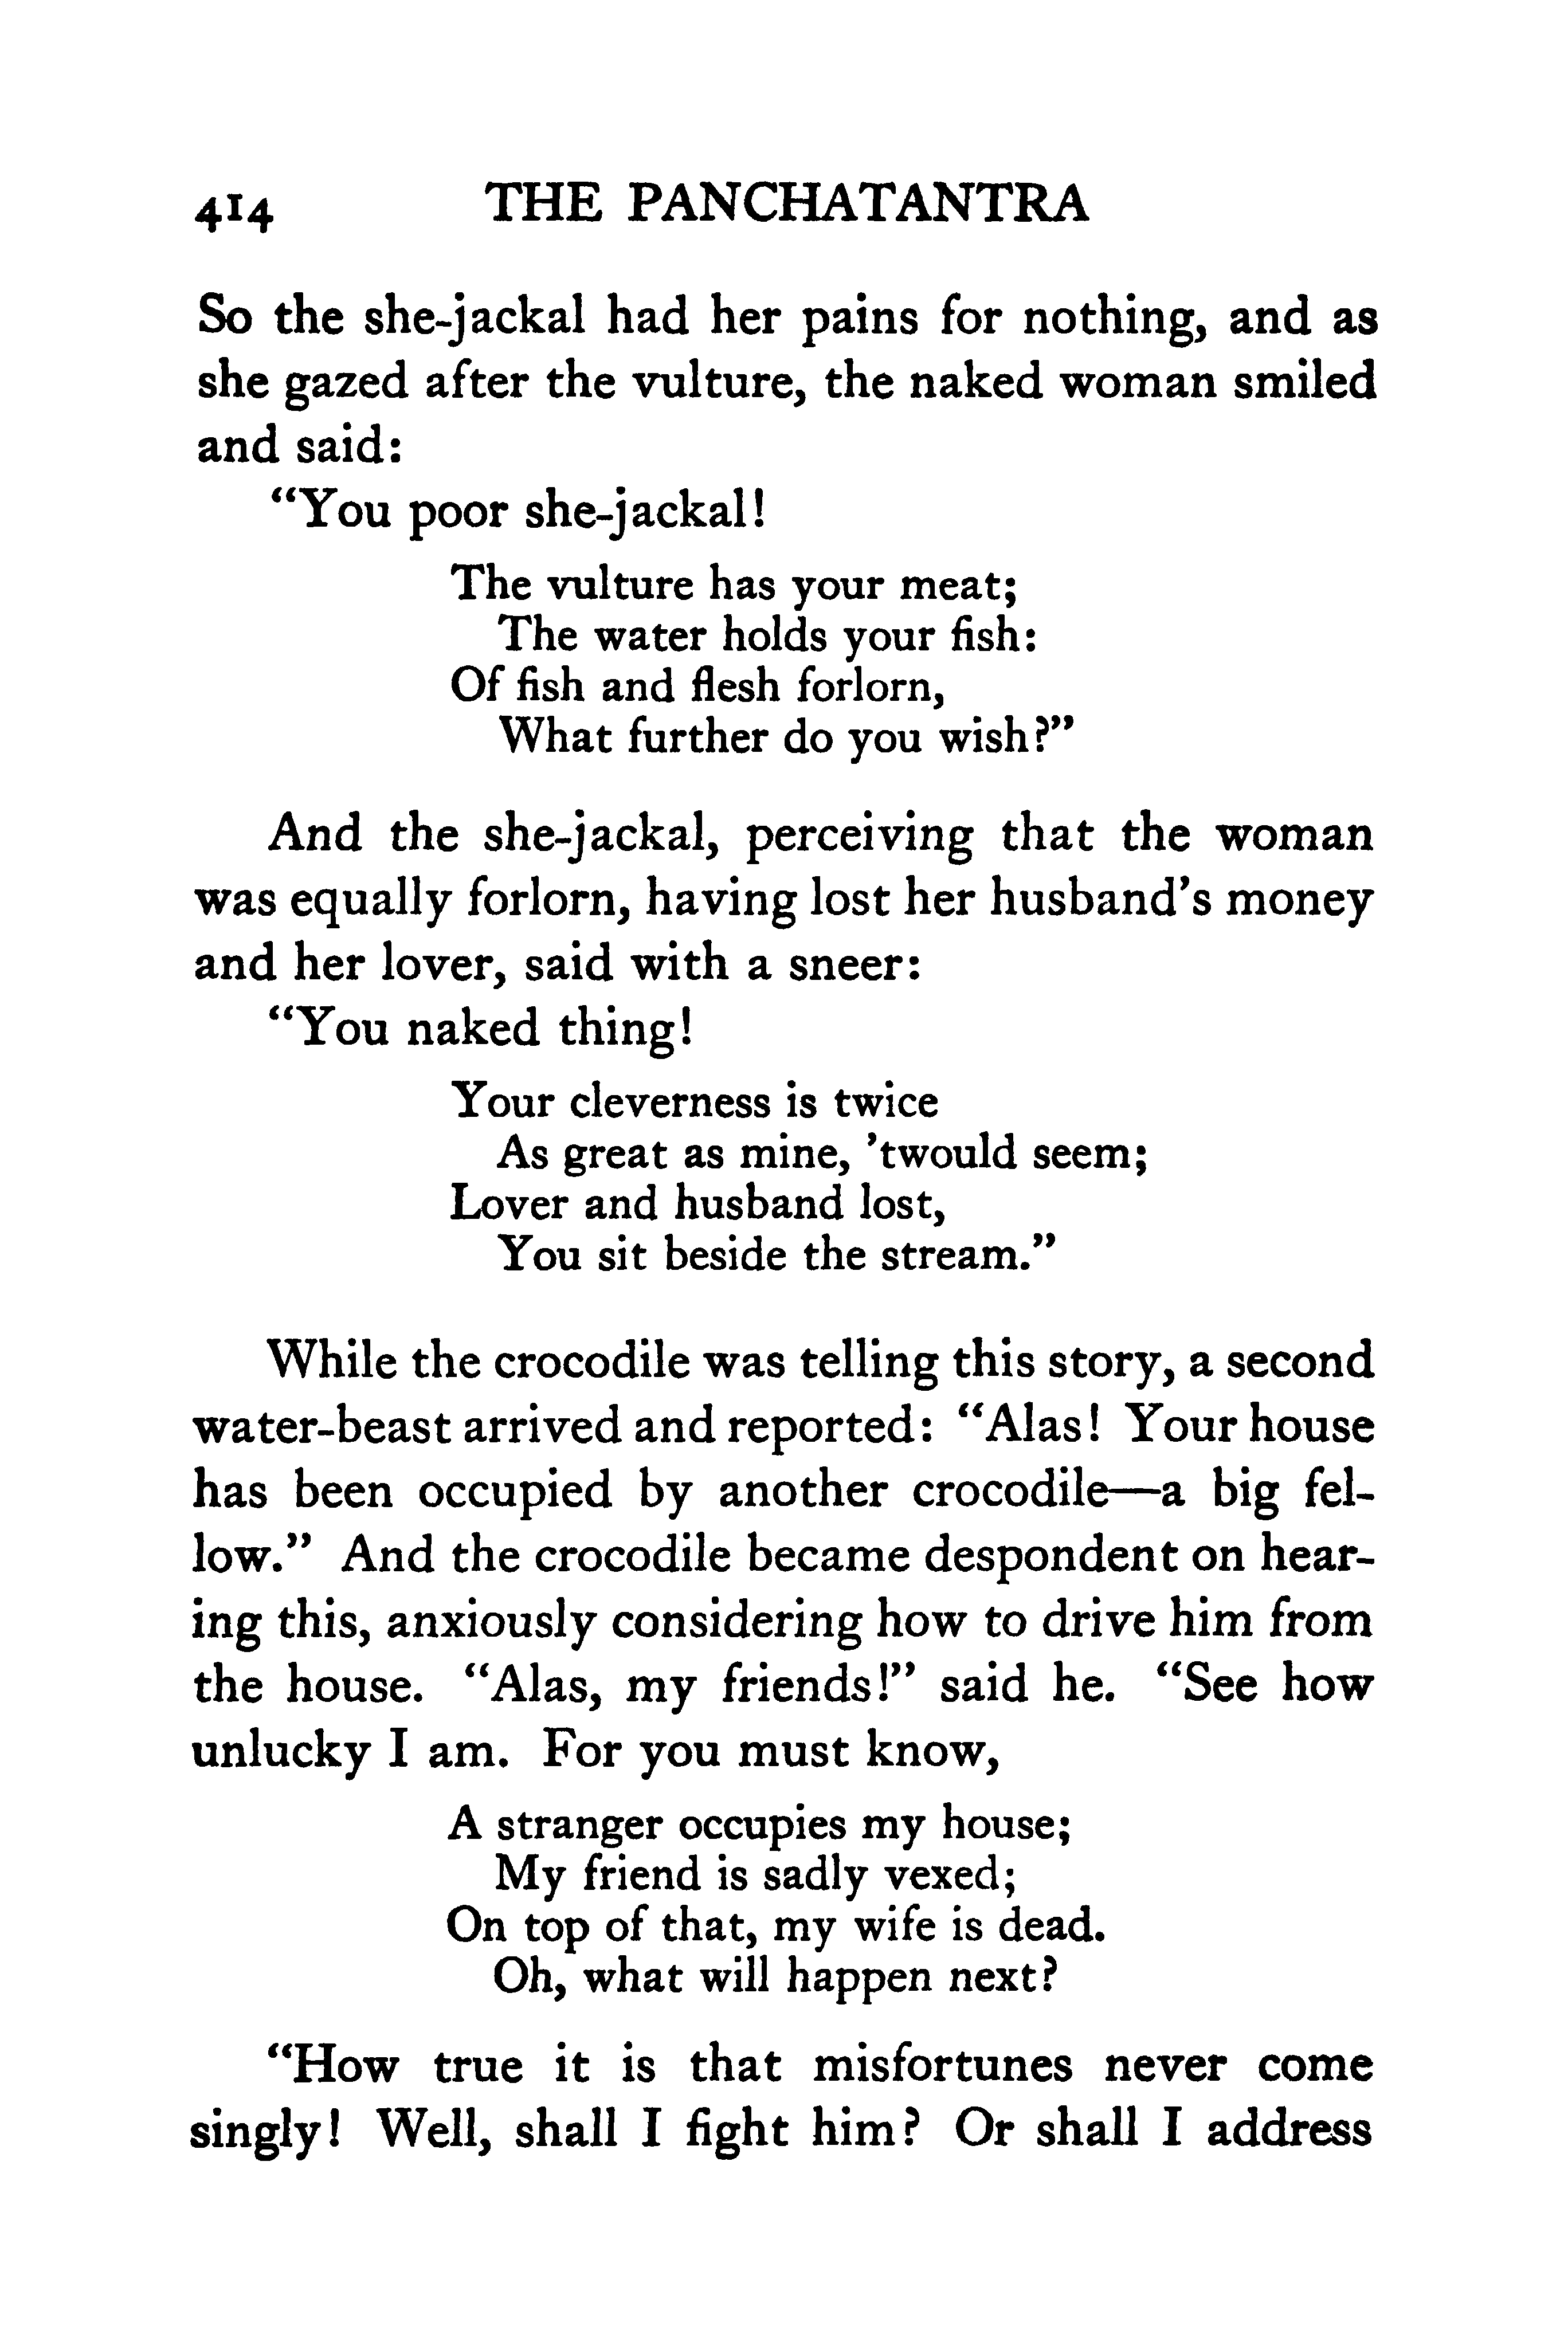 414 THE PANCHATANTRA
So the she-jackal had her pains for nothing, and as
she gazed after the vulture, the naked woman smiled
and said:
“You poor she-jackal!
The vulture has your meat;
The water holds your fish:
Of fish and flesh forlorn,
What further do you wish?”
And the she-jackal, perceiving that the woman
was equally forlorn, having lost her husband’s money
and her lover, said with a sneer:
“You naked thing!
Your cleverness is twice
As great as mine, ’twould seem;
Lover and husband lost,
You sit beside the stream.”
While the crocodile was telling this story, a second
water-beast arrived and reported: “Alas! Your house
has been occupied by another crocodile—a big fel-
low.” And the crocodile became despondent on hear-
ing this, anxiously considering how to drive him from
the house. “Alas, my friends!” said he. “See how
unlucky I am. For you must know,
A stranger occupies my house;
My friend is sadly vexed;
On top of that, my wife is dead.
Oh, what will happen next?
“How true it is that misfortunes never come
singly! Well, shall I fight him? Or shall I address